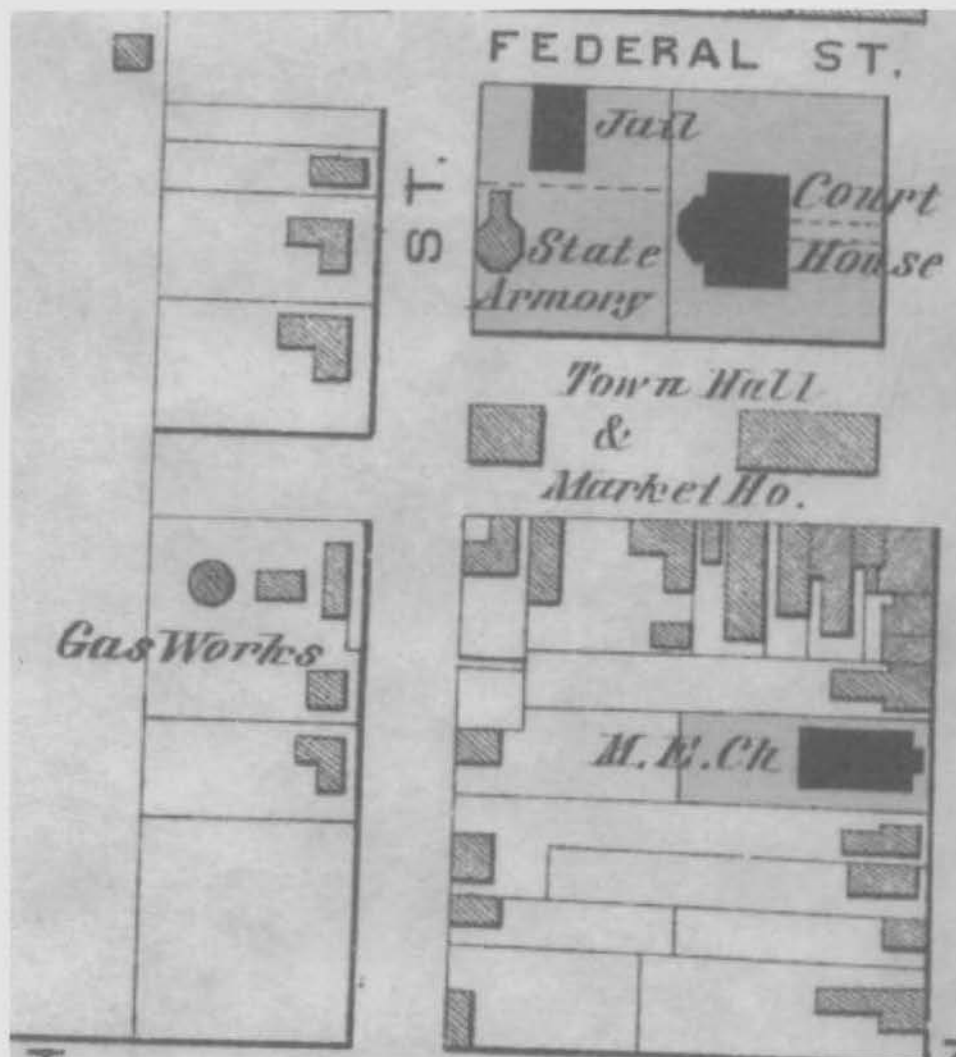 FEDERAL ST.
Jail
ST.
Court
House
State
Armory
Town Hall
&
Market Ho.
Gas Works
M.E.Ch